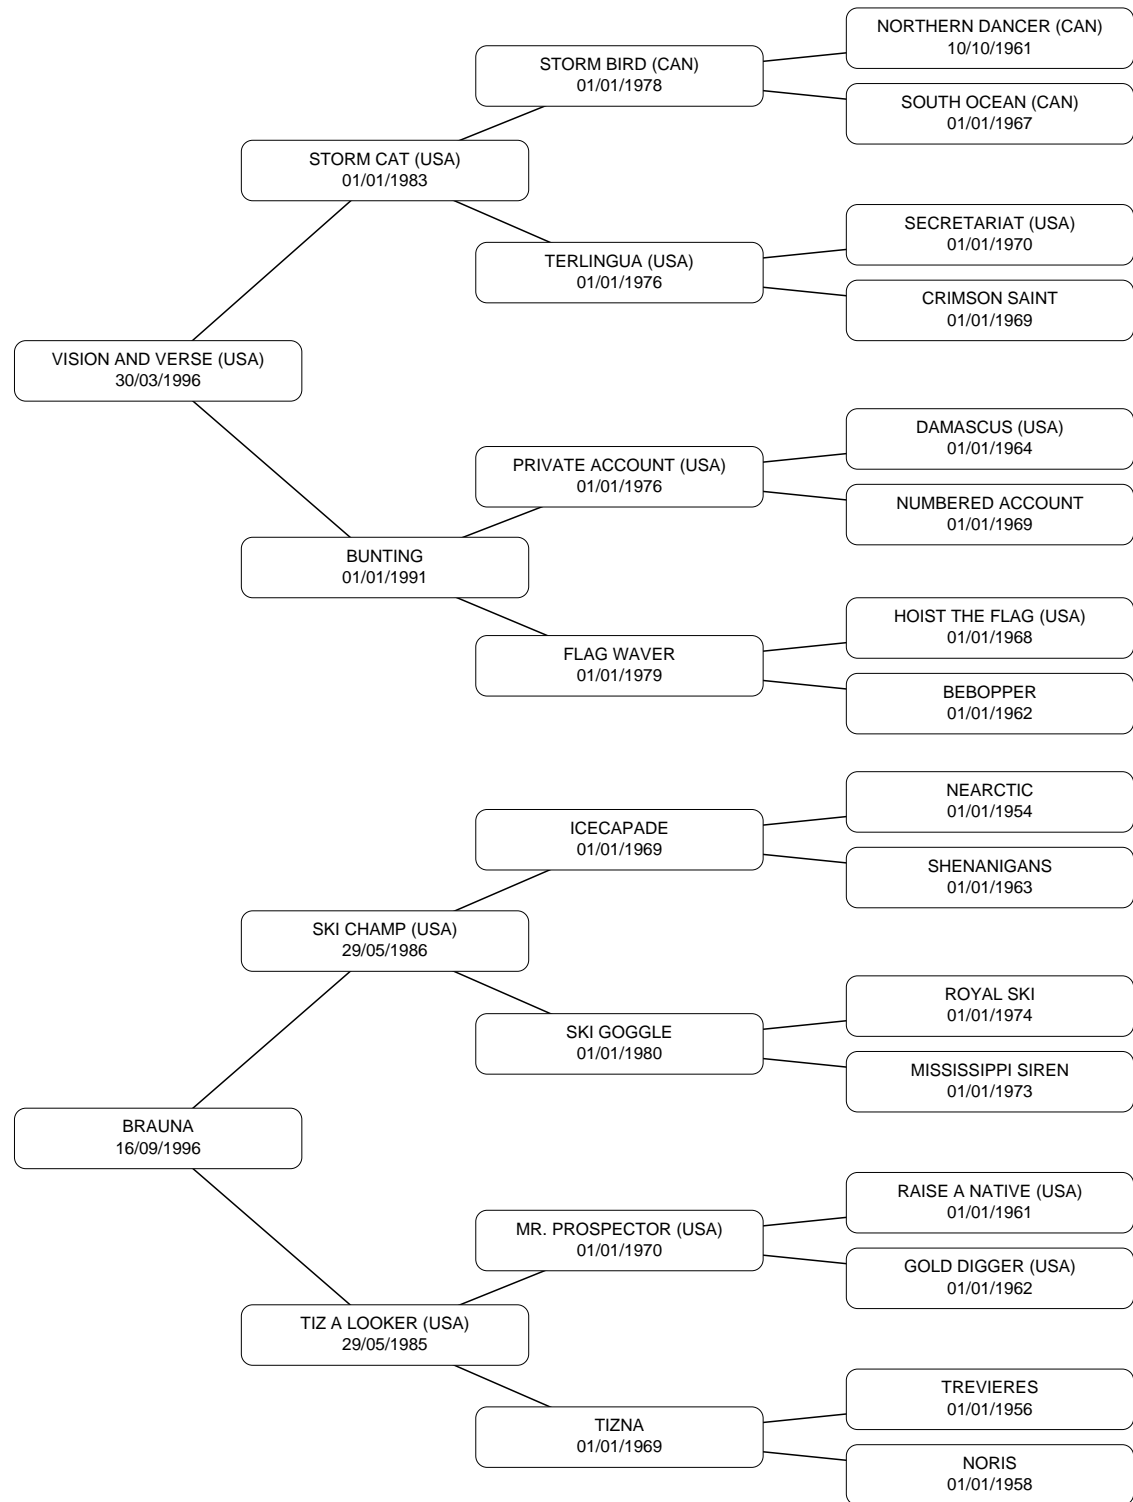 NORTHERN DANCER (CAN)
10/10/1961
STORM BIRD (CAN)
01/01/1978
SOUTH OCEAN (CAN)
01/01/1967
STORM CAT (USA)
01/01/1983
SECRETARIAT (USA)
01/01/1970
TERLINGUA (USA)
01/01/1976
CRIMSON SAINT
01/01/1969
VISION AND VERSE (USA)
30/03/1996
DAMASCUS (USA)
01/01/1964
PRIVATE ACCOUNT (USA)
01/01/1976
NUMBERED ACCOUNT
01/01/1969
BUNTING
01/01/1991
HOIST THE FLAG (USA)
01/01/1968
FLAG WAVER
01/01/1979
BEBOPPER
01/01/1962
NEARCTIC
01/01/1954
ICECAPADE
01/01/1969
SHENANIGANS
01/01/1963
SKI CHAMP (USA)
29/05/1986
ROYAL SKI
01/01/1974
SKI GOGGLE
01/01/1980
MISSISSIPPI SIREN
01/01/1973
BRAUNA
16/09/1996
RAISE A NATIVE (USA)
01/01/1961
MR. PROSPECTOR (USA)
01/01/1970
GOLD DIGGER (USA)
01/01/1962
TIZ A LOOKER (USA)
29/05/1985
TREVIERES
01/01/1956
TIZNA
01/01/1969
NORIS
01/01/1958